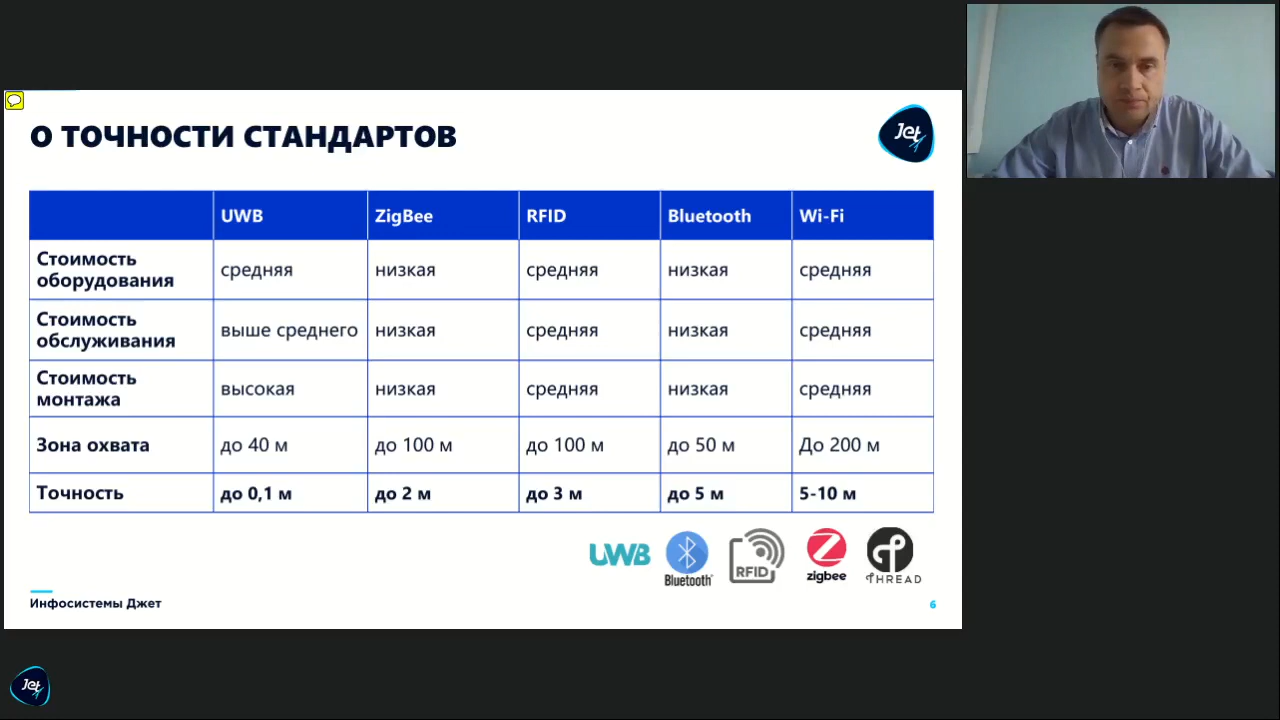 О ТОЧНОСТИ СТАНДАРТОВ
Jet
UWB ZigBee RFID Bluetooth Wi-Fi
Стоимость
оборудования
средняя низкая средняя низкая средняя
Стоимость
обслуживания
выше среднего низкая средняя низкая средняя
Стоимость
монтажа
высокая низкая средняя низкая средняя
Зона охвата до 40 м до 100 м до 100 м до 50 м До 200 м
Точность до 0,1 м до 2 м до 3 м до 5 м 5-10 м
UWB
Bluetooth
RFID
zigbee
THREAD
Инфосистемы Джет
6
Jet